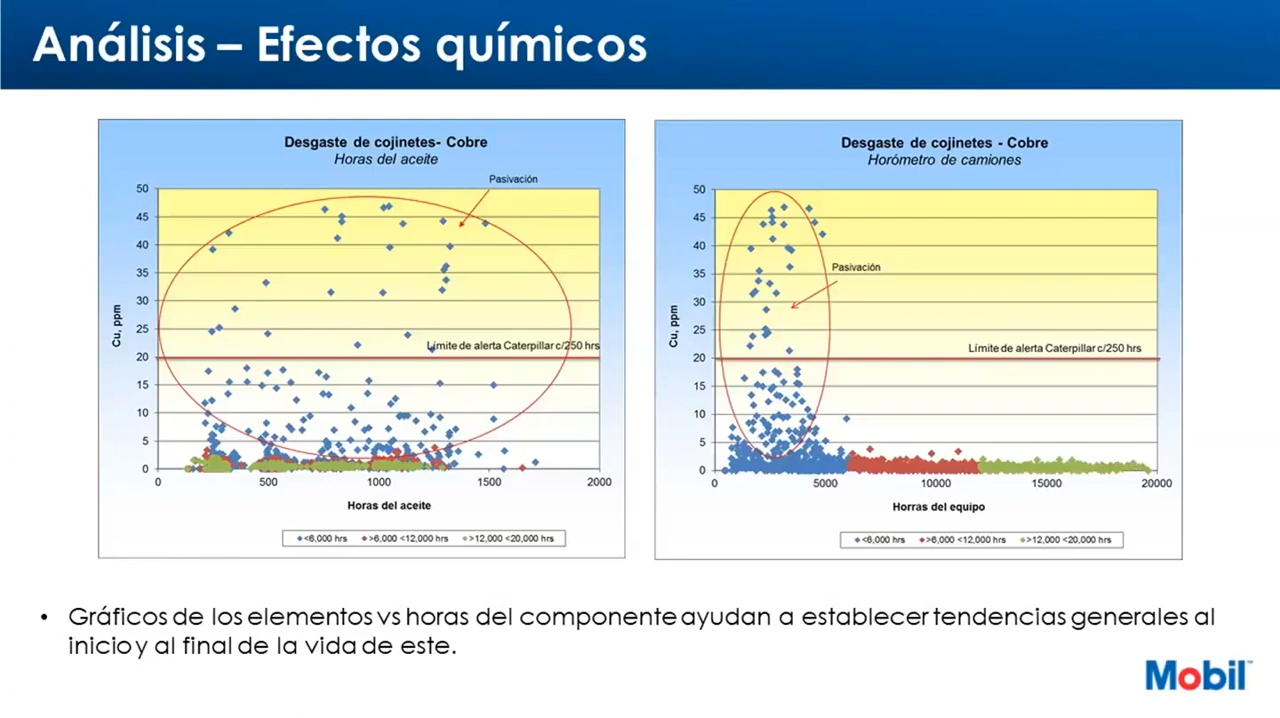 Análisis – Efectos químicos
Desgaste de cojinetes- Cobre
Horas del aceite
Pasivación
50
45
40
35
30
25
20
15
10
5
0
Cu, ppm
Límite de alerta Caterpillar c/250 hrs
0 500 1000 1500 2000
Horas del aceite
<6,000 hrs >6,000 <12,000 hrs >12,000 <20,000 hrs
Desgaste de cojinetes - Cobre
Horómetro de camiones
50
45
40
35
30
25
20
15
10
5
0
Cu, ppm
Pasivación
Límite de alerta Caterpillar c/250 hrs
0 5000 10000 15000 20000
Horras del equipo
<6,000 hrs >6,000 <12,000 hrs >12,000 <20,000 hrs
• Gráficos de los elementos vs horas del componente ayudan a establecer tendencias generales al
inicio y al final de la vida de este.
Mobil